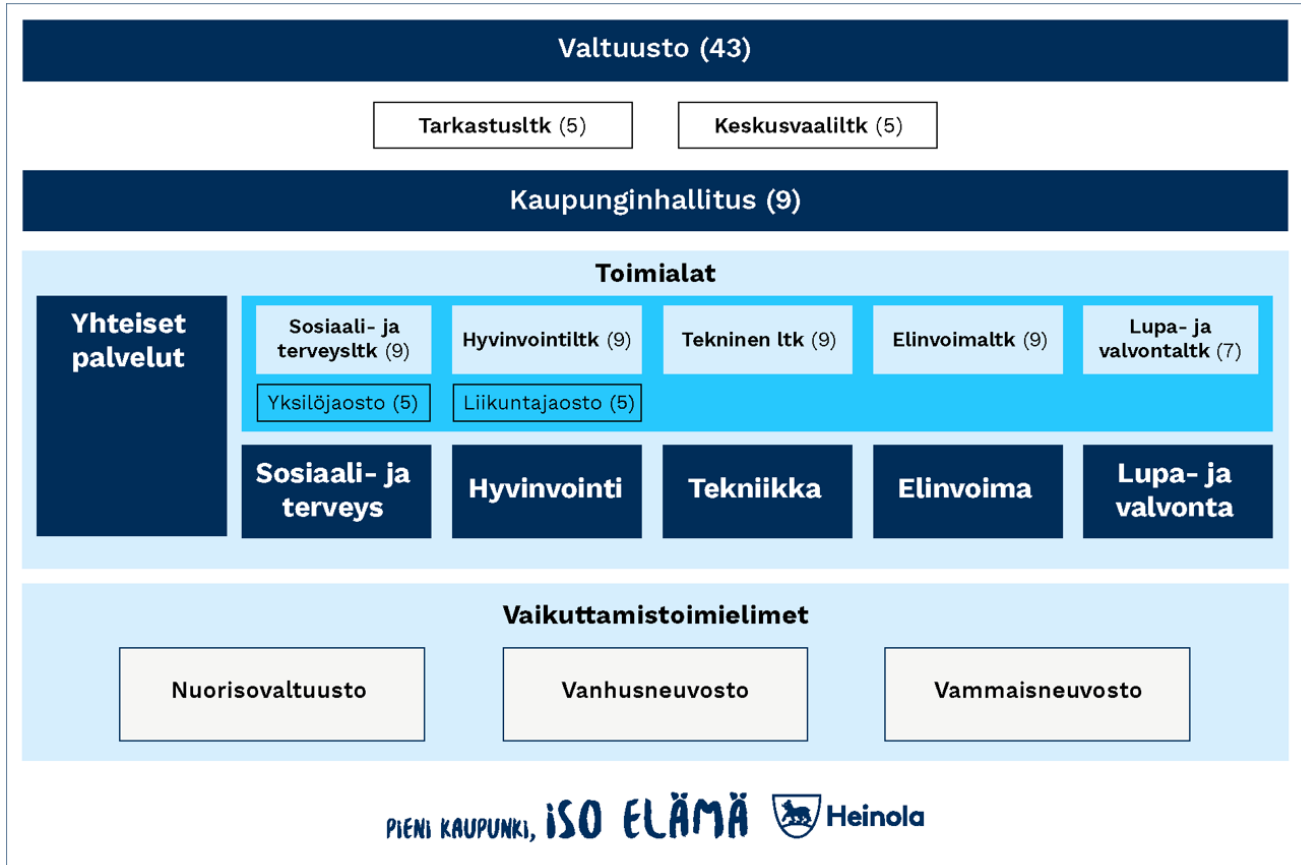 Valtuusto (43)
Tarkastusltk (5)
Keskusvaaliltk (5)
Kaupunginhallitus (9)
Toimialat
Yhteiset
palvelut
Sosiaali- ja
terveysltk (9)
Hyvinvointiltk (9)
Tekninen ltk (9)
Elinvoimaltk (9)
Lupa- ja
valvontaltk (7)
Yksilöjaosto (5)
Liikuntajaosto (5)
Sosiaali- ja
terveys
Hyvinvointi
Tekniikka
Elinvoima
Lupa- ja
valvonta
Vaikuttamistoimielimet
Nuorisovaltuusto
Vanhusneuvosto
Vammaisneuvosto
PIENI KAUPUNKI, ISO ELÄMÄ
Heinola